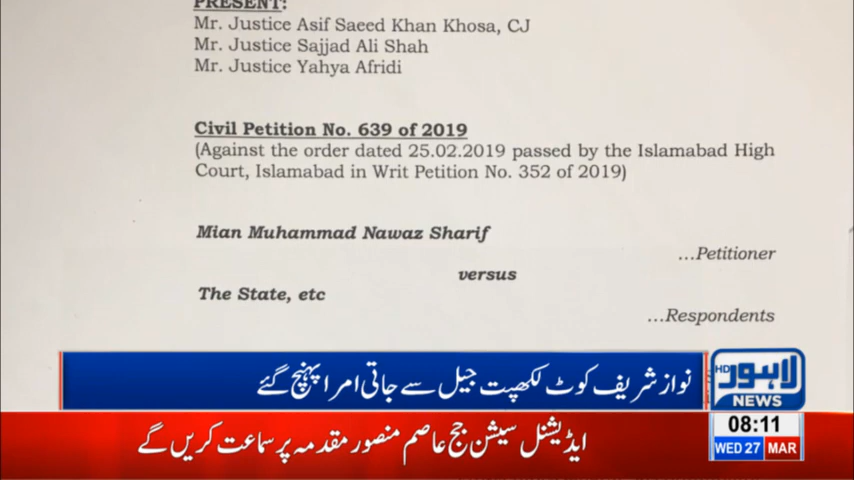 PRESENT:
Mr. Justice Asif Saeed Khan Khosa, CJ
Mr. Justice Sajjad Ali Shah
Mr. Justice Yahya Afridi
Civil Petition No. 639 of 2019
(Against the order dated 25.02.2019 passed by the Islamabad High
Court, Islamabad in Writ Petition No. 352 of 2019)
Mian Muhammad Nawaz Sharif
...Petitioner
versus
The State, etc
...Respondents
نواز شریف کوٹ لکھپت جیل سے جاتی امرا پہنچ گئے
HD لاہور
NEWS
ایڈیشنل سیشن جج عاصم منصور مقدمہ پر سماعت کریں گے
08:11
WED 27 MAR